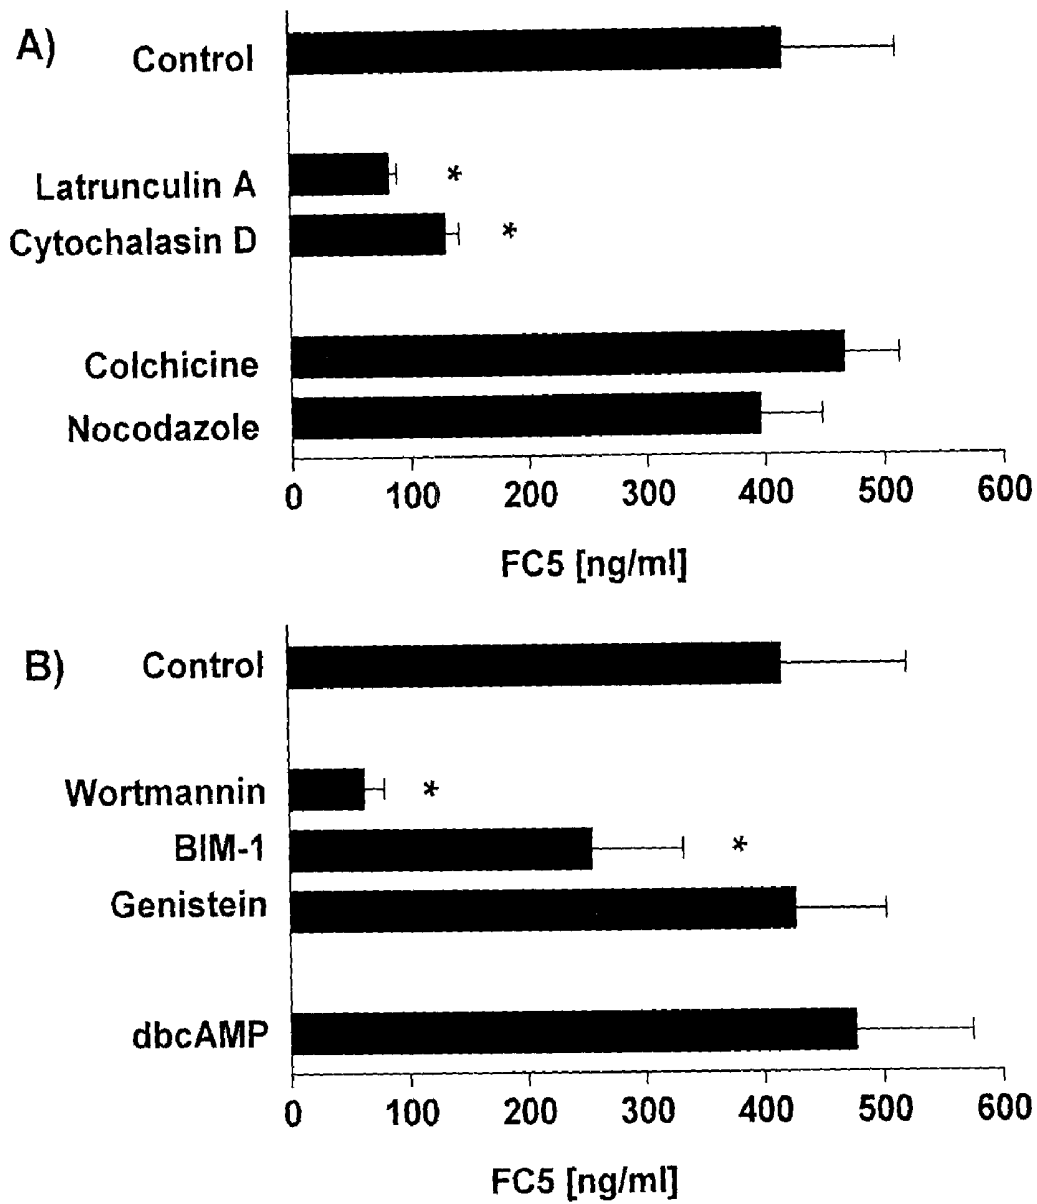 A)
Control
Latrunculin A *
Cytochalasin D *
Colchicine
Nocodazole
0 100 200 300 400 500 600
FC5 [ng/ml]
B)
Control
Wortmannin *
BIM-1 *
Genistein
dbcAMP
0 100 200 300 400 500 600
FC5 [ng/ml]